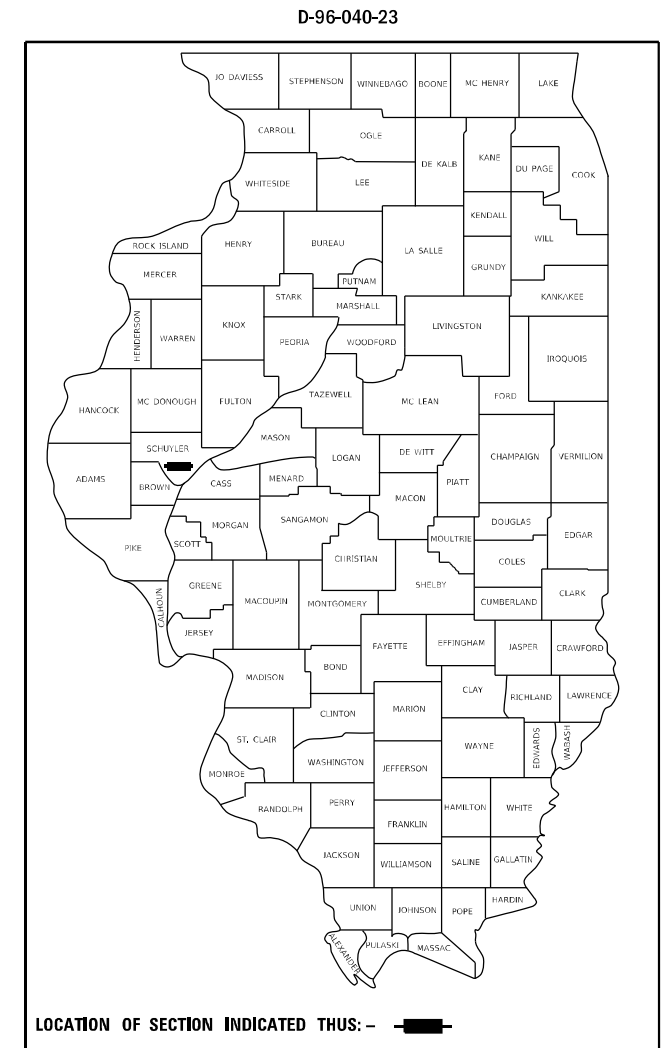 D-96-040-23
JO DAVIESS STEPHENSON WINNEBAGO BOONE MC HENRY LAKE
CARROLL OGLE
DE KALB KANE DU PAGE COOK
WHITESIDE LEE
KENDALL
ROCK ISLAND HENRY BUREAU LA SALLE WILL
MERCER PUTNAM GRUNDY
STARK MARSHALL KANKAKEE
HENDERSON WARREN KNOX PEORIA WOODFORD LIVINGSTON
IROQUOIS
HANCOCK MC DONOUGH FULTON TAZEWELL MC LEAN FORD
MASON
SCHUYLER LOGAN DE WITT CHAMPAIGN VERMILION
ADAMS BROWN CASS MENARD PIATT
MACON
MORGAN SANGAMON DOUGLAS
PIKE SCOTT MOULTRIE EDGAR
CHRISTIAN COLES
GREENE SHELBY
CALHOUN MACOUPIN MONTGOMERY CUMBERLAND CLARK
JERSEY
FAYETTE EFFINGHAM JASPER CRAWFORD
MADISON BOND
CLAY RICHLAND LAWRENCE
CLINTON MARION
ST. CLAIR WAYNE EDWARDS WABASH
MONROE WASHINGTON JEFFERSON
RANDOLPH PERRY HAMILTON WHITE
FRANKLIN
JACKSON WILLIAMSON SALINE GALLATIN
UNION JOHNSON POPE HARDIN
ALEXANDER PULASKI MASSAC
LOCATION OF SECTION INDICATED THUS: –